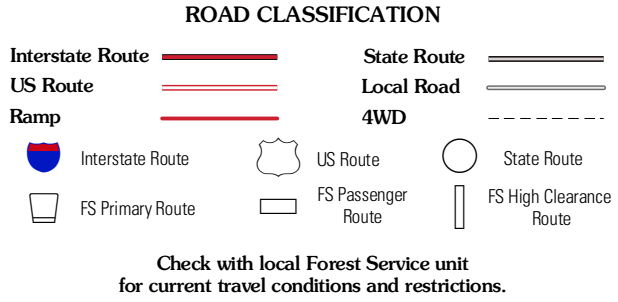 ROAD CLASSIFICATION
Interstate Route
State Route
US Route
Local Road
Ramp
4WD
Interstate Route
US Route
State Route
FS Primary Route
FS Passenger
Route
FS High Clearance
Route
Check with local Forest Service unit
for current travel conditions and restrictions.